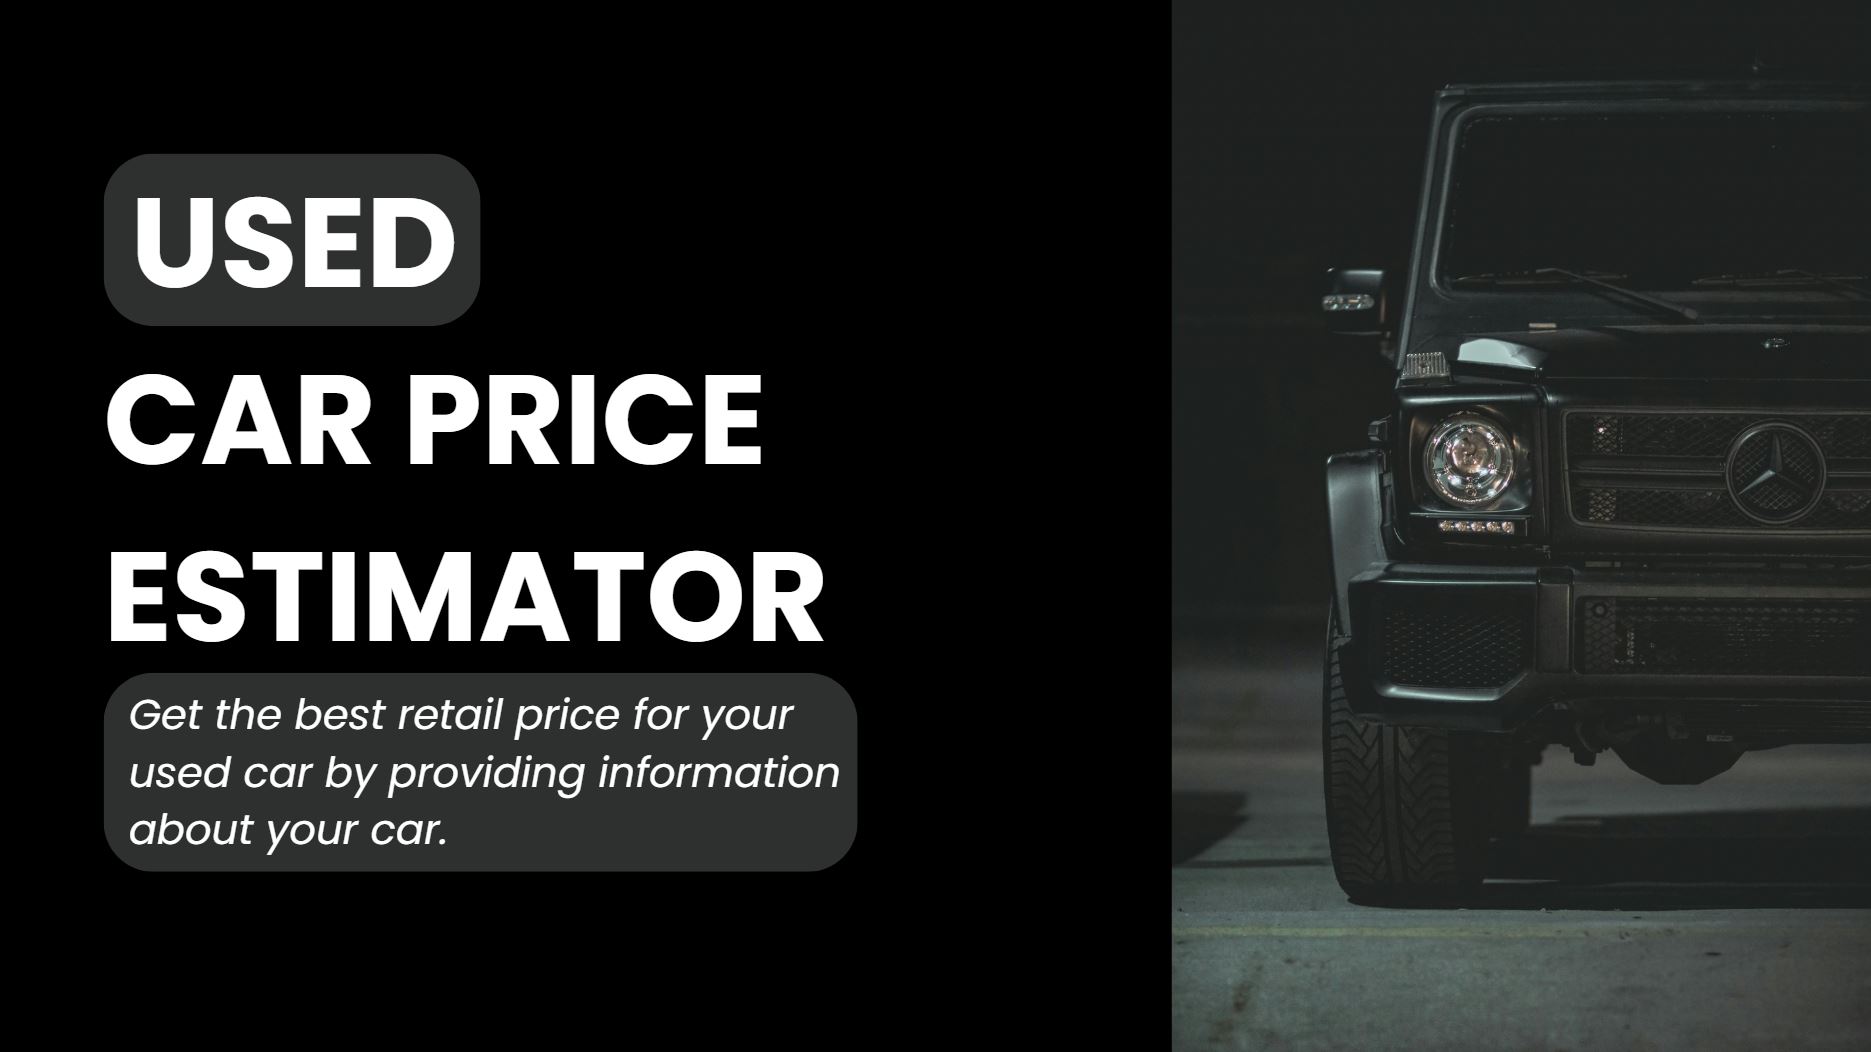 USED
CAR PRICE
ESTIMATOR
Get the best retail price for your
used car by providing information
about your car.